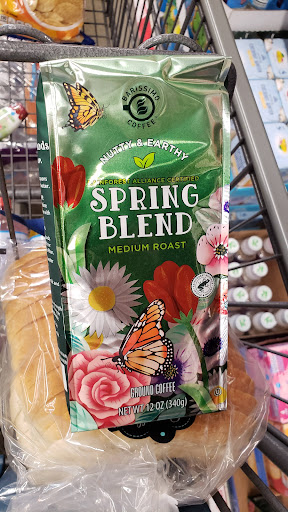 BARISSIMO
COFFEE
NUTTY & EARTHY
RAINFOREST ALLIANCE CERTIFIED
SPRING
BLEND
MEDIUM ROAST
GROUND COFFEE
NET WT 12 OZ (340g)